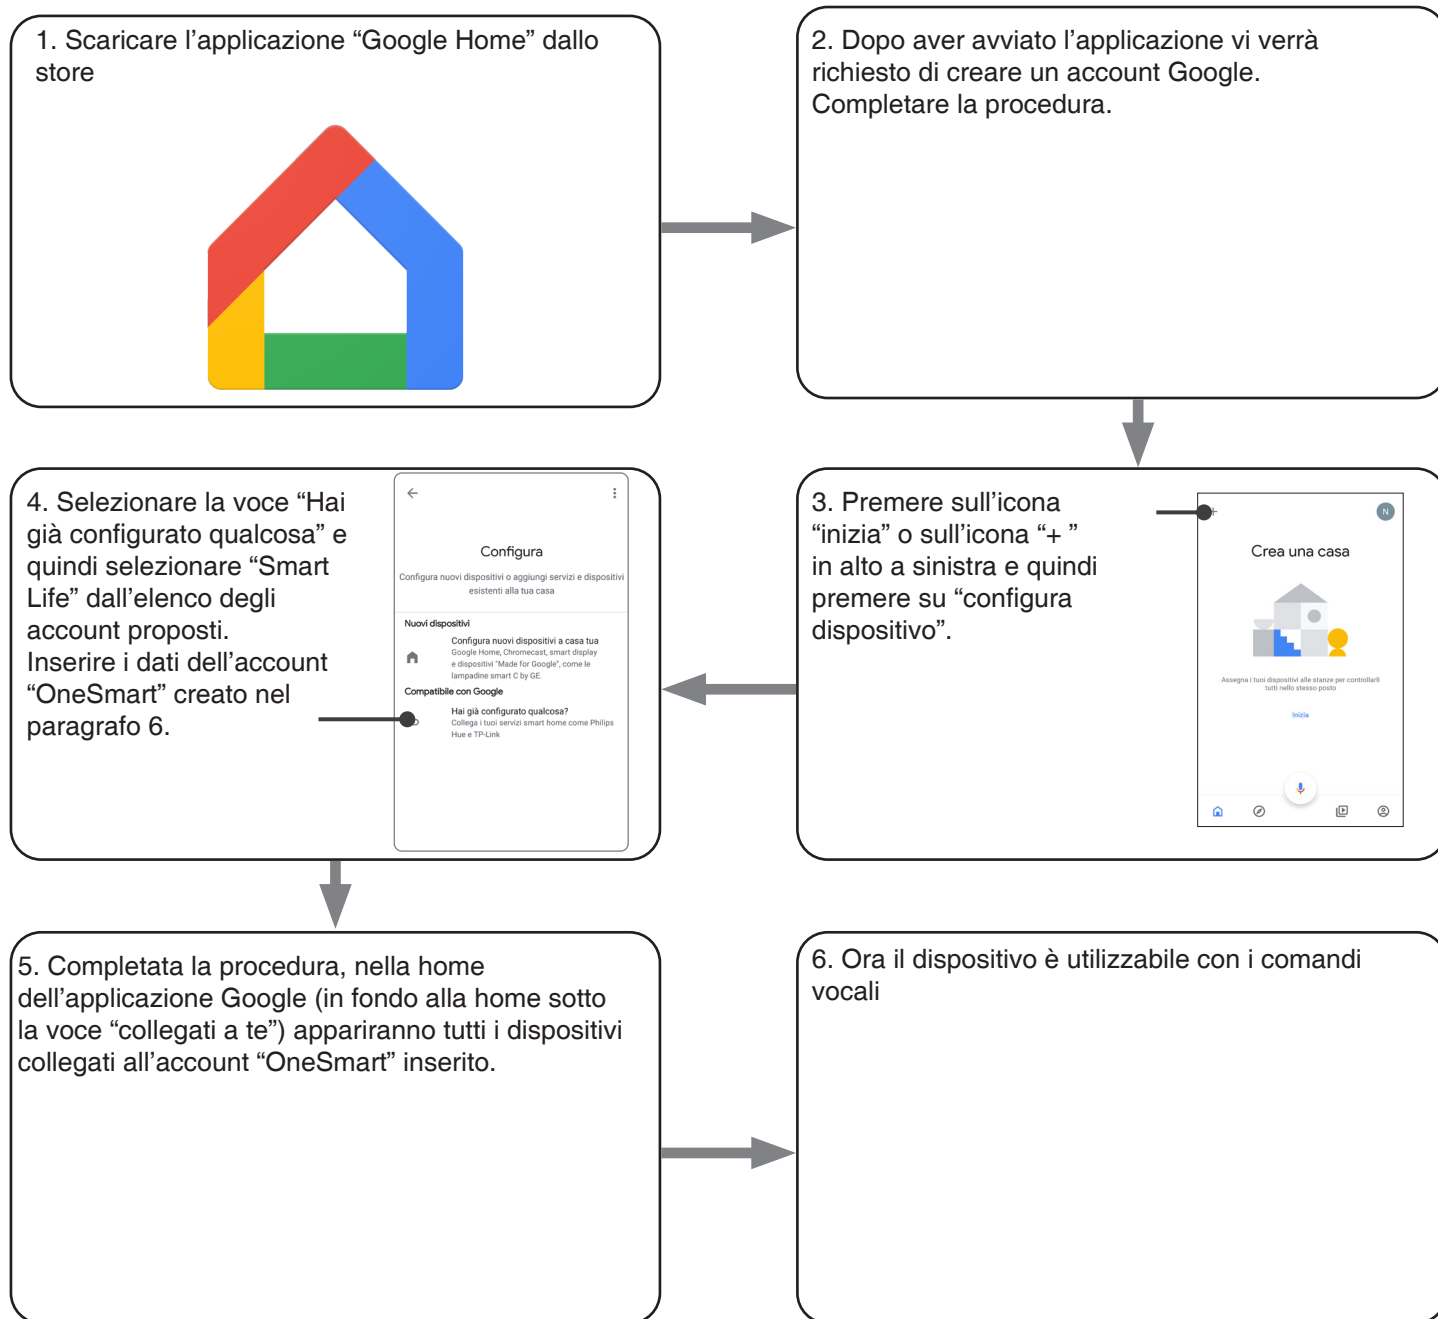 1. Scaricare l’applicazione “Google Home” dallo
store
2. Dopo aver avviato l’applicazione vi verrà
richiesto di creare un account Google.
Completare la procedura.
3. Premere sull’icona
“inizia” o sull’icona “+ ”
in alto a sinistra e quindi
premere su “configura
dispositivo”.
N
Crea una casa
Assegna i tuoi dispositivi alle stanze per controllarli
tutti nello stesso posto
Inizia
4. Selezionare la voce “Hai
già configurato qualcosa” e
quindi selezionare “Smart
Life” dall’elenco degli
account proposti.
Inserire i dati dell’account
“OneSmart” creato nel
paragrafo 6.
Configura
Configura nuovi dispositivi o aggiungi servizi e dispositivi
esistenti alla tua casa
Nuovi dispositivi
Configura nuovi dispositivi a casa tua
Google Home, Chromecast, smart display
e dispositivi "Made for Google", come le
lampadine smart C by GE.
Compatibile con Google
Hai già configurato qualcosa?
Collega i tuoi servizi smart home come Philips
Hue e TP-Link
5. Completata la procedura, nella home
dell’applicazione Google (in fondo alla home sotto
la voce “collegati a te”) appariranno tutti i dispositivi
collegati all’account “OneSmart” inserito.
6. Ora il dispositivo è utilizzabile con i comandi
vocali